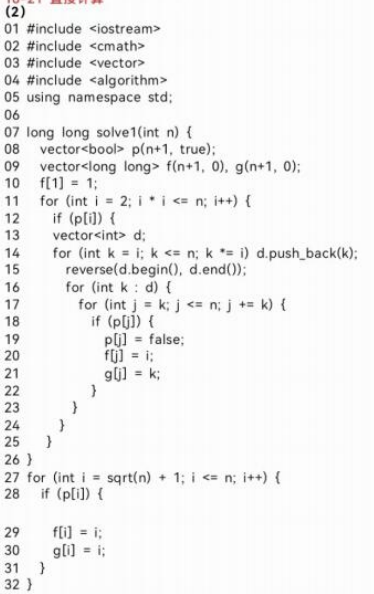 (2)
01 #include <iostream>
02 #include <cmath>
03 #include <vector>
04 #include <algorithm>
05 using namespace std;
06
07 long long solve1(int n) {
08 vector<bool> p(n+1, true);
09 vector<long long> f(n+1, 0), g(n+1, 0);
10 f[1] = 1;
11 for (int i = 2; i * i <= n; i++) {
12 if (p[i]) {
13 vector<int> d;
14 for (int k = i; k <= n; k *= i) d.push_back(k);
15 reverse(d.begin(), d.end());
16 for (int k : d) {
17 for (int j = k; j <= n; j += k) {
18 if (p[j]) {
19 p[j] = false;
20 f[j] = i;
21 g[j] = k;
22 }
23 }
24 }
25 }
26 }
27 for (int i = sqrt(n) + 1; i <= n; i++) {
28 if (p[i]) {
29 f[i] = i;
30 g[i] = i;
31 }
32 }